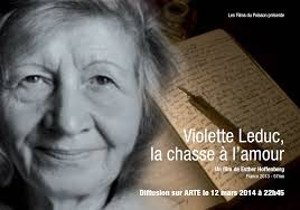 Les Films du Poisson présente
Violette Leduc,
la chasse à l'amour
Un film de Esther Hoffenberg
France 2013 - 57mn
Diffusion sur ARTE le 12 mars 2014 à 22h45